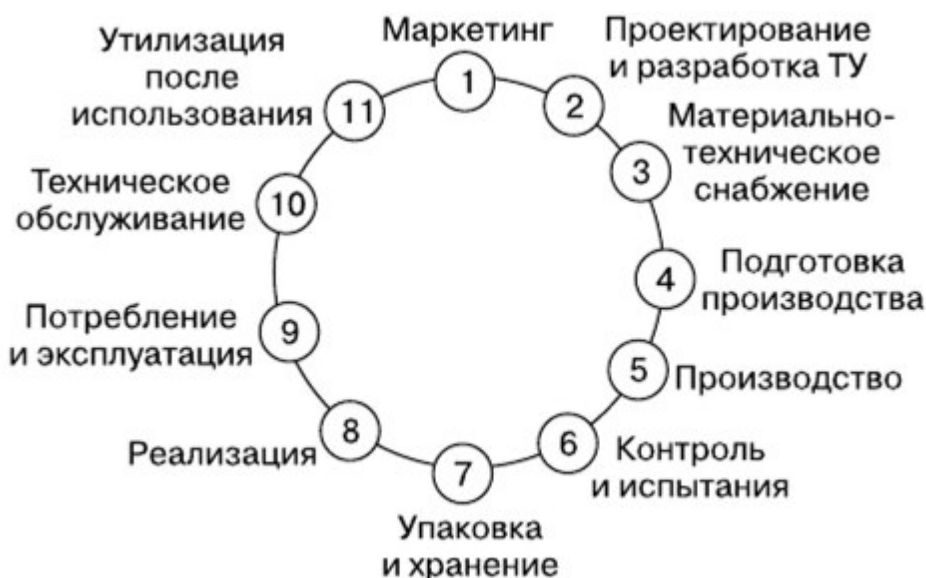 Маркетинг
1
Проектирование
и разработка ТУ
2
Материально-
техническое
снабжение
3
Подготовка
производства
4
Производство
5
Контроль
и испытания
6
Упаковка
и хранение
7
Реализация
8
Потребление
и эксплуатация
9
Техническое
обслуживание
10
Утилизация
после
использования
11